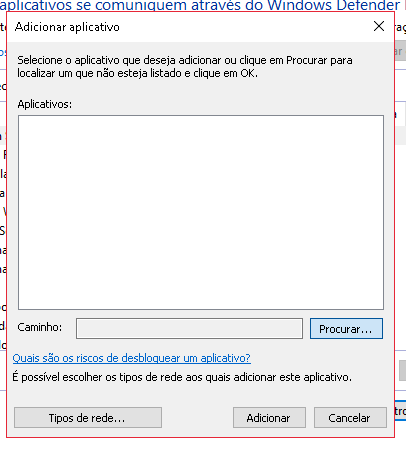 aplicativos se comuniquem através do Windows Defender
Adicionar aplicativo
Selecione o aplicativo que deseja adicionar ou clique em Procurar para
localizar um que não esteja listado e clique em OK.
Aplicativos:
Caminho:
Procurar...
Quais são os riscos de desbloquear um aplicativo?
É possível escolher os tipos de rede aos quais adicionar este aplicativo.
Tipos de rede...
Adicionar
Cancelar